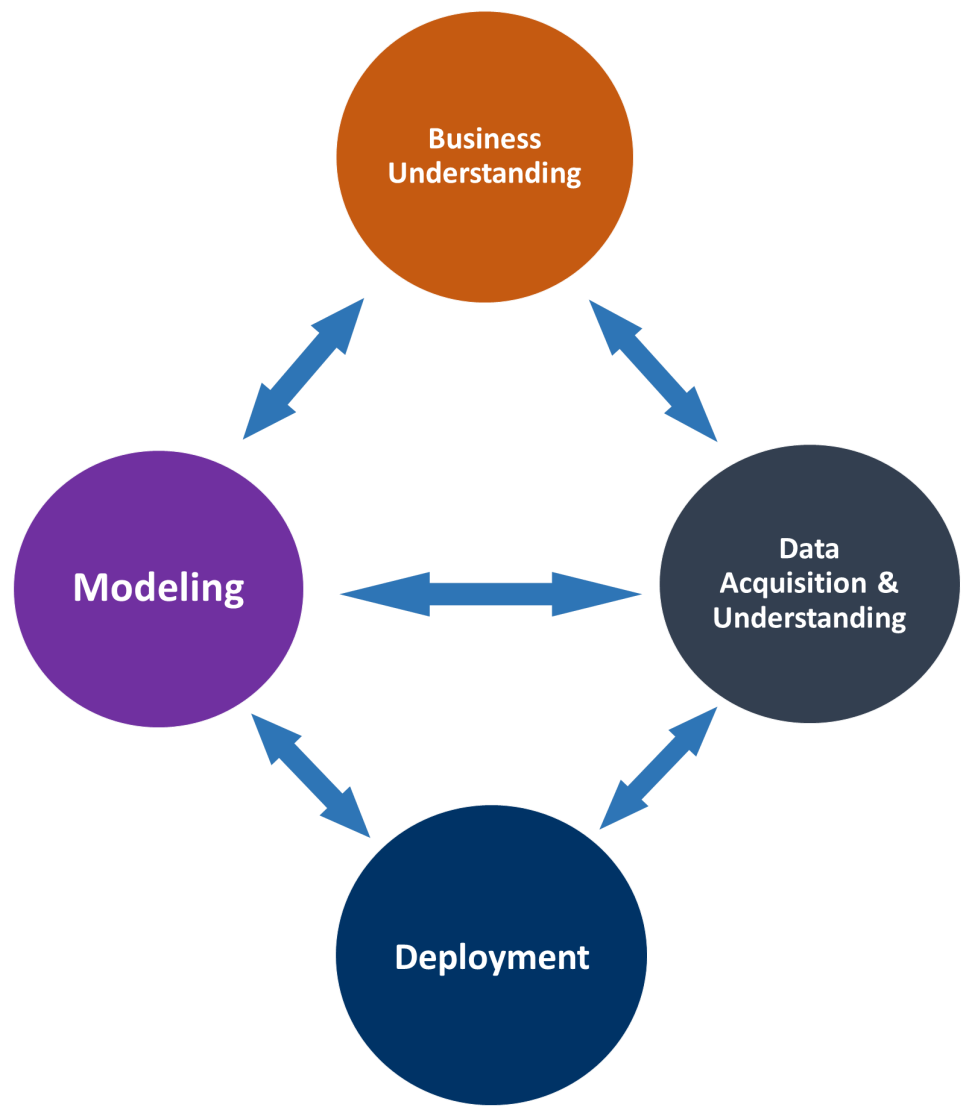 Business
Understanding
Modeling
Data
Acquisition &
Understanding
Deployment